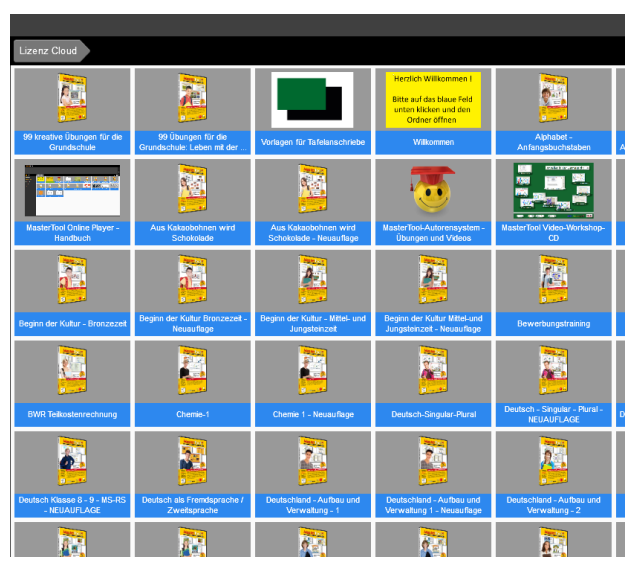 Lizenz Cloud
99 kreative Übungen für die
Grundschule
99 Übungen für die
Grundschule: Leben mit der ...
Vorlagen für Tafelanschriebe
Herzlich Willkommen !
Bitte auf das blaue Feld
unten klicken und den
Ordner öffnen
Willkommen
Alphabet -
Anfangsbuchstaben
MasterTool Online Player -
Handbuch
Aus Kakaobohnen wird
Schokolade
Aus Kakaobohnen wird
Schokolade - Neuauflage
MasterTool-Autorensystem -
Übungen und Videos
MasterTool Video-Workshop-
CD
Beginn der Kultur - Bronzezeit
Beginn der Kultur Bronzezeit -
Neuauflage
Beginn der Kultur - Mittel- und
Jungsteinzeit
Beginn der Kultur Mittel-und
Jungsteinzeit - Neuauflage
Bewerbungstraining
BWR Teilkostenrechnung
Chemie-1
Chemie 1 - Neuauflage
Deutsch-Singular-Plural
Deutsch - Singular - Plural -
NEUAUFLAGE
Deutsch Klasse 8 - 9 - MS-RS
- NEUAUFLAGE
Deutsch als Fremdsprache /
Zweitsprache
Deutschland - Aufbau und
Verwaltung - 1
Deutschland - Aufbau und
Verwaltung 1 - Neuauflage
Deutschland - Aufbau und
Verwaltung - 2